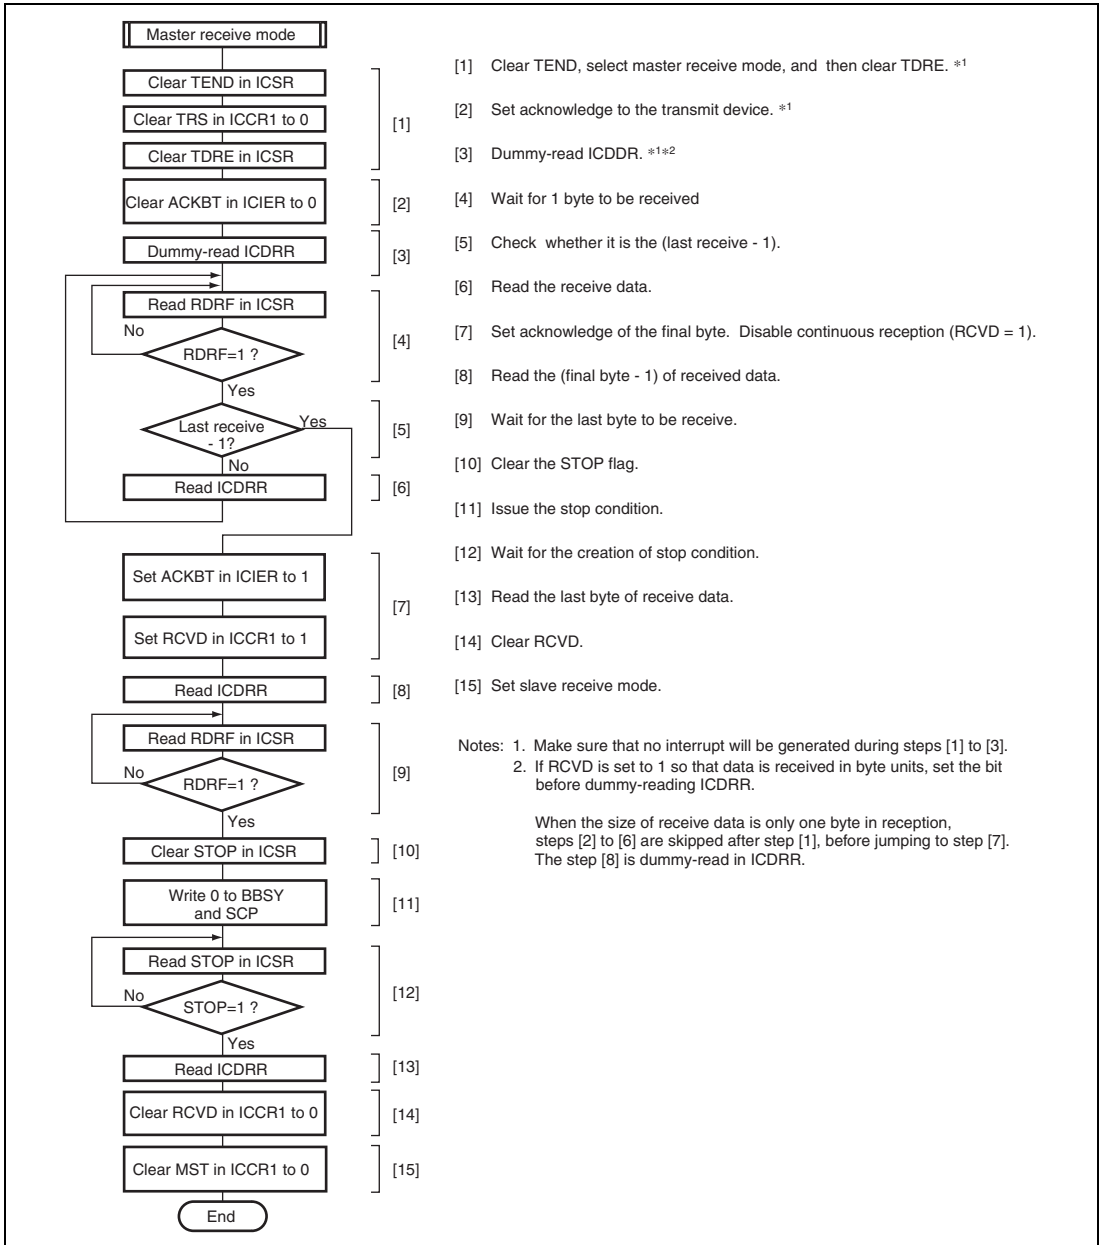 Master receive mode
Clear TEND in ICSR
Clear TRS in ICCR1 to 0
[1]
Clear TDRE in ICSR
Clear ACKBT in ICIER to 0
[2]
Dummy-read ICDRR
[3]
Read RDRF in ICSR
No
RDRF=1 ?
[4]
Yes
Last receive
- 1?
Yes
[5]
No
Read ICDRR
[6]
Set ACKBT in ICIER to 1
[7]
Set RCVD in ICCR1 to 1
Read ICDRR
[8]
Read RDRF in ICSR
No
RDRF=1 ?
[9]
Yes
Clear STOP in ICSR
[10]
Write 0 to BBSY
and SCP
[11]
Read STOP in ICSR
No
STOP=1 ?
[12]
Yes
Read ICDRR
[13]
Clear RCVD in ICCR1 to 0
[14]
Clear MST in ICCR1 to 0
[15]
End
[1] Clear TEND, select master receive mode, and then clear TDRE. *1
[2] Set acknowledge to the transmit device. *1
[3] Dummy-read ICDDR. *1*2
[4] Wait for 1 byte to be received
[5] Check whether it is the (last receive - 1).
[6] Read the receive data.
[7] Set acknowledge of the final byte. Disable continuous reception (RCVD = 1).
[8] Read the (final byte - 1) of received data.
[9] Wait for the last byte to be receive.
[10] Clear the STOP flag.
[11] Issue the stop condition.
[12] Wait for the creation of stop condition.
[13] Read the last byte of receive data.
[14] Clear RCVD.
[15] Set slave receive mode.
Notes: 1. Make sure that no interrupt will be generated during steps [1] to [3].
2. If RCVD is set to 1 so that data is received in byte units, set the bit
before dummy-reading ICDRR.
When the size of receive data is only one byte in reception,
steps [2] to [6] are skipped after step [1], before jumping to step [7].
The step [8] is dummy-read in ICDRR.